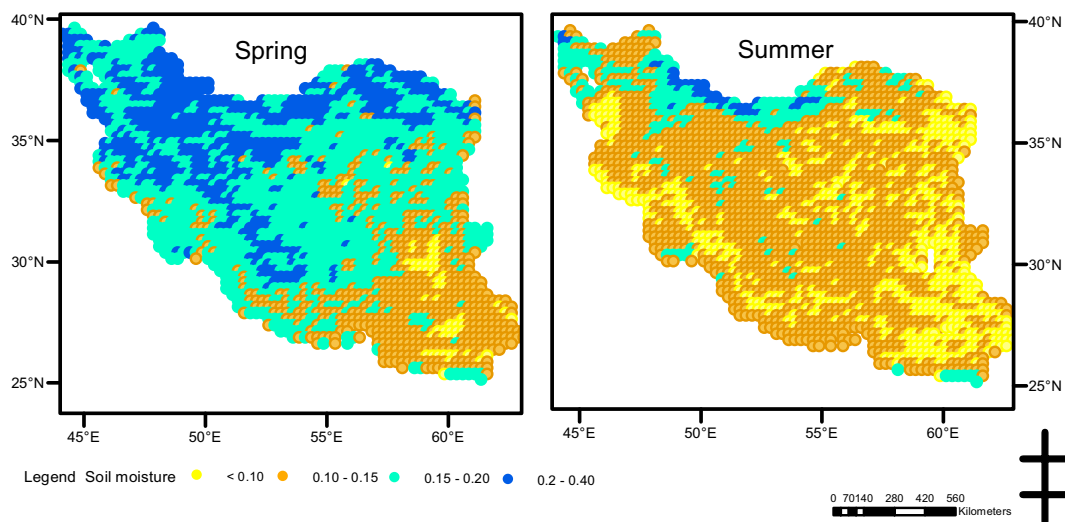 Spring
Summer
40°N
35°N
30°N
25°N
45°E 50°E 55°E 60°E
40°N
35°N
30°N
25°N
45°E 50°E 55°E 60°E
Legend Soil moisture < 0.10 0.10 - 0.15 0.15 - 0.20 0.2 - 0.40
0 70140 280 420 560
Kilometers